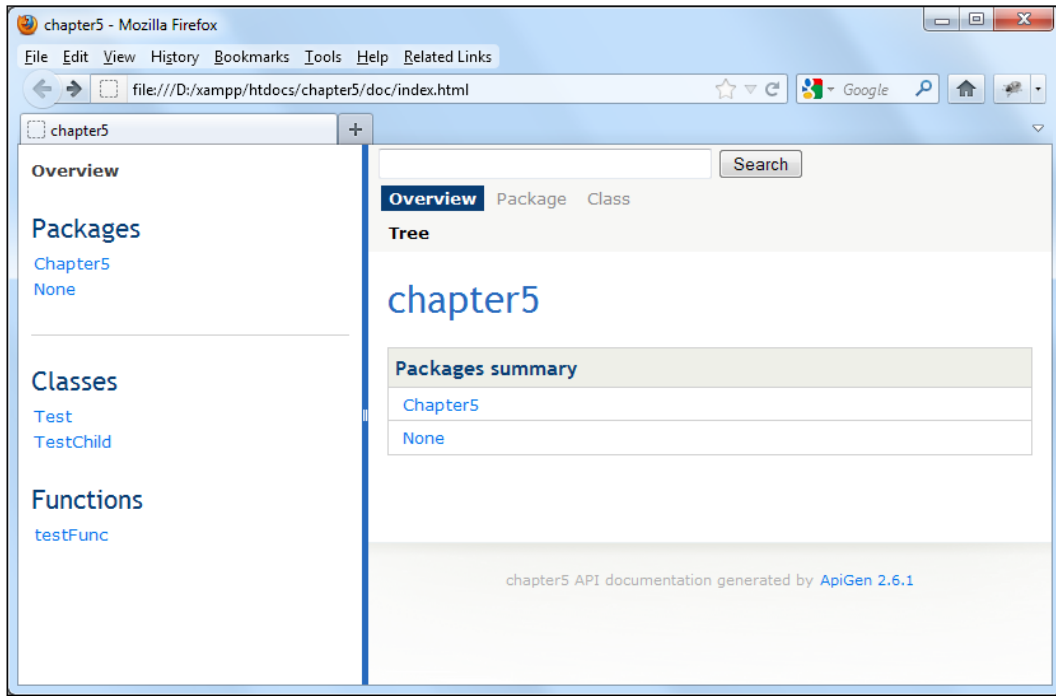 chapter5 - Mozilla Firefox
File Edit View History Bookmarks Tools Help Related Links
file:///D:/xampp/htdocs/chapter5/doc/index.html
Google
chapter5
Overview
Packages
Chapter5
None
Classes
Test
TestChild
Functions
testFunc
Search
Overview Package Class
Tree
chapter5
Packages summary
Chapter5
None
chapter5 API documentation generated by ApiGen 2.6.1